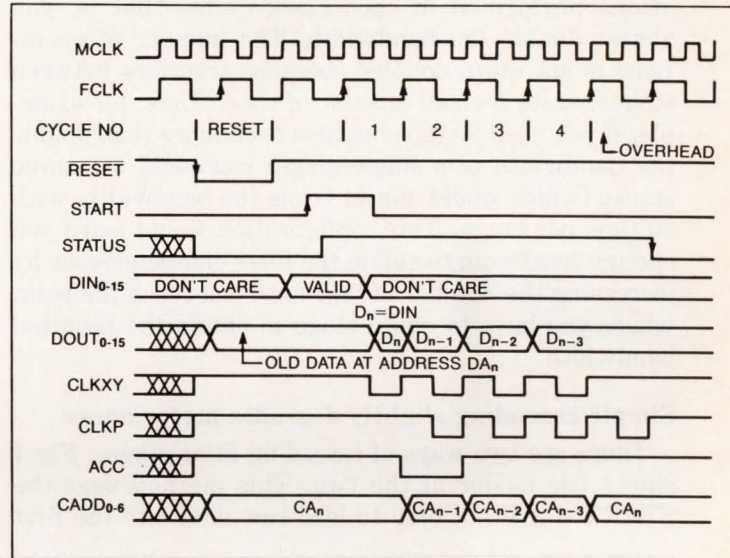 MCLK
FCLK
CYCLE NO RESET 1 2 3 4
OVERHEAD
RESET
START
STATUS
DIN0-15 DON'T CARE VALID DON'T CARE
Dn=DIN
DOUT0-15 Dn Dn−1 Dn−2 Dn−3
OLD DATA AT ADDRESS DAn
CLKXY
CLKP
ACC
CADD0-6 CAn CAn−1 CAn−2 CAn−3 CAn